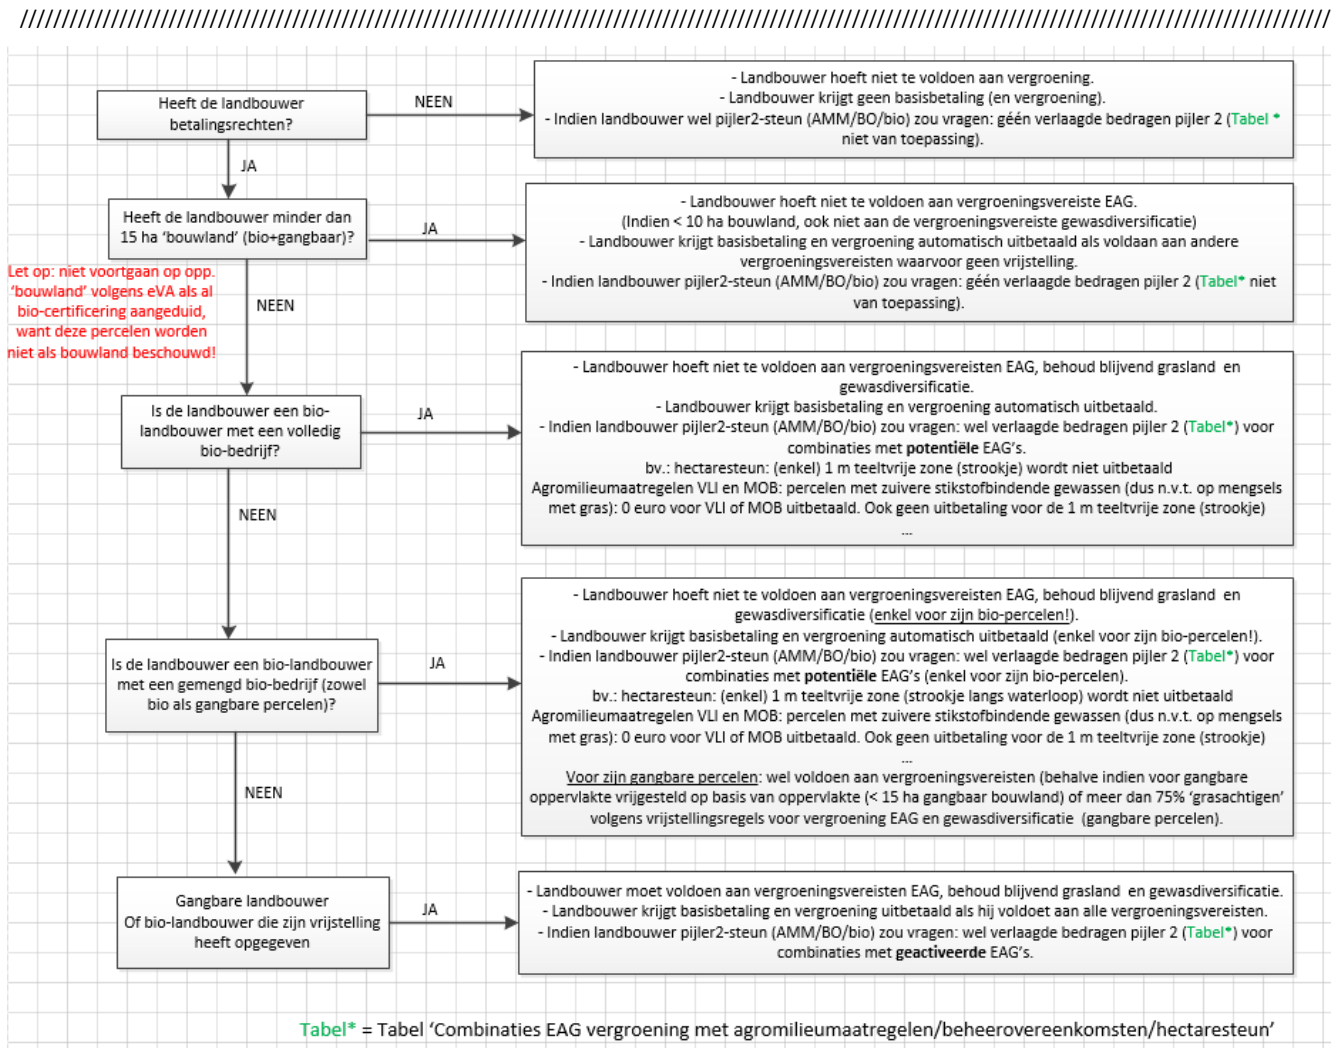 ////////////////////////////////////////////////////////////////////////////////////////////////////////////////////////
Heeft de landbouwer
betalingsrechten?
NEEN
- Landbouwer hoeft niet te voldoen aan vergroening.
- Landbouwer krijgt geen basisbetaling (en vergroening).
- Indien landbouwer wel pijler2-steun (AMM/BO/bio) zou vragen: géén verlaagde bedragen pijler 2 (Tabel *
niet van toepassing).
JA
Heeft de landbouwer minder dan
15 ha ‘bouwland’ (bio+gangbaar)?
JA
- Landbouwer hoeft niet te voldoen aan vergroeningsvereiste EAG.
(Indien < 10 ha bouwland, ook niet aan de vergroeningsvereiste gewasdiversificatie)
- Landbouwer krijgt basisbetaling en vergroening automatisch uitbetaald als voldaan aan andere
vergroeningsvereisten waarvoor geen vrijstelling.
- Indien landbouwer pijler2-steun (AMM/BO/bio) zou vragen: géén verlaagde bedragen pijler 2 (Tabel* niet
van toepassing).
Let op: niet voortgaan op opp.
‘bouwland’ volgens eVA als al
bio-certificering aangeduid,
want deze percelen worden
niet als bouwland beschouwd!
NEEN
Is de landbouwer een bio-
landbouwer met een volledig
bio-bedrijf?
JA
- Landbouwer hoeft niet te voldoen aan vergroeningsvereisten EAG, behoud blijvend grasland en
gewasdiversificatie.
- Landbouwer krijgt basisbetaling en vergroening automatisch uitbetaald.
- Indien landbouwer pijler2-steun (AMM/BO/bio) zou vragen: wel verlaagde bedragen pijler 2 (Tabel*) voor
combinaties met potentiële EAG’s.
bv.: hectaresteun: (enkel) 1 m teeltvrije zone (strookje) wordt niet uitbetaald
Agromilieumaatregelen VLI en MOB: percelen met zuivere stikstofbindende gewassen (dus n.v.t. op mengsels
met gras): 0 euro voor VLI of MOB uitbetaald. Ook geen uitbetaling voor de 1 m teeltvrije zone (strookje)
...
NEEN
Is de landbouwer een bio-landbouwer
met een gemengd bio-bedrijf (zowel
bio als gangbare percelen)?
JA
- Landbouwer hoeft niet te voldoen aan vergroeningsvereisten EAG, behoud blijvend grasland en
gewasdiversificatie (enkel voor zijn bio-percelen!).
- Landbouwer krijgt basisbetaling en vergroening automatisch uitbetaald (enkel voor zijn bio-percelen!).
- Indien landbouwer pijler2-steun (AMM/BO/bio) zou vragen: wel verlaagde bedragen pijler 2 (Tabel*) voor
combinaties met potentiële EAG’s (enkel voor zijn bio-percelen).
bv.: hectaresteun: (enkel) 1 m teeltvrije zone (strookje langs waterloop) wordt niet uitbetaald
Agromilieumaatregelen VLI en MOB: percelen met zuivere stikstofbindende gewassen (dus n.v.t. op mengsels
met gras): 0 euro voor VLI of MOB uitbetaald. Ook geen uitbetaling voor de 1 m teeltvrije zone (strookje)
...
Voor zijn gangbare percelen: wel voldoen aan vergroeningsvereisten (behalve indien voor gangbare
oppervlakte vrijgesteld op basis van oppervlakte (< 15 ha gangbaar bouwland) of meer dan 75% ‘grasachtigen’
volgens vrijstellingsregels voor vergroening EAG en gewasdiversificatie (gangbare percelen).
NEEN
Gangbare landbouwer
Of bio-landbouwer die zijn vrijstelling
heeft opgegeven
JA
- Landbouwer moet voldoen aan vergroeningsvereisten EAG, behoud blijvend grasland en gewasdiversificatie.
- Landbouwer krijgt basisbetaling en vergroening uitbetaald als hij voldoet aan alle vergroeningsvereisten.
- Indien landbouwer pijler2-steun (AMM/BO/bio) zou vragen: wel verlaagde bedragen pijler 2 (Tabel*) voor
combinaties met geactiveerde EAG’s.
Tabel* = Tabel ‘Combinaties EAG vergroening met agromilieumaatregelen/beheerovereenkomsten/hectaresteun’